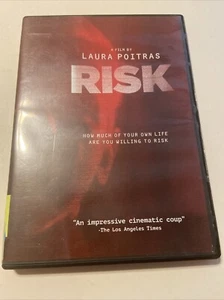 A FILM BY
LAURA POITRAS
RISK
HOW MUCH OF YOUR OWN LIFE
ARE YOU WILLING TO RISK
"An impressive cinematic coup"
-The Los Angeles Times